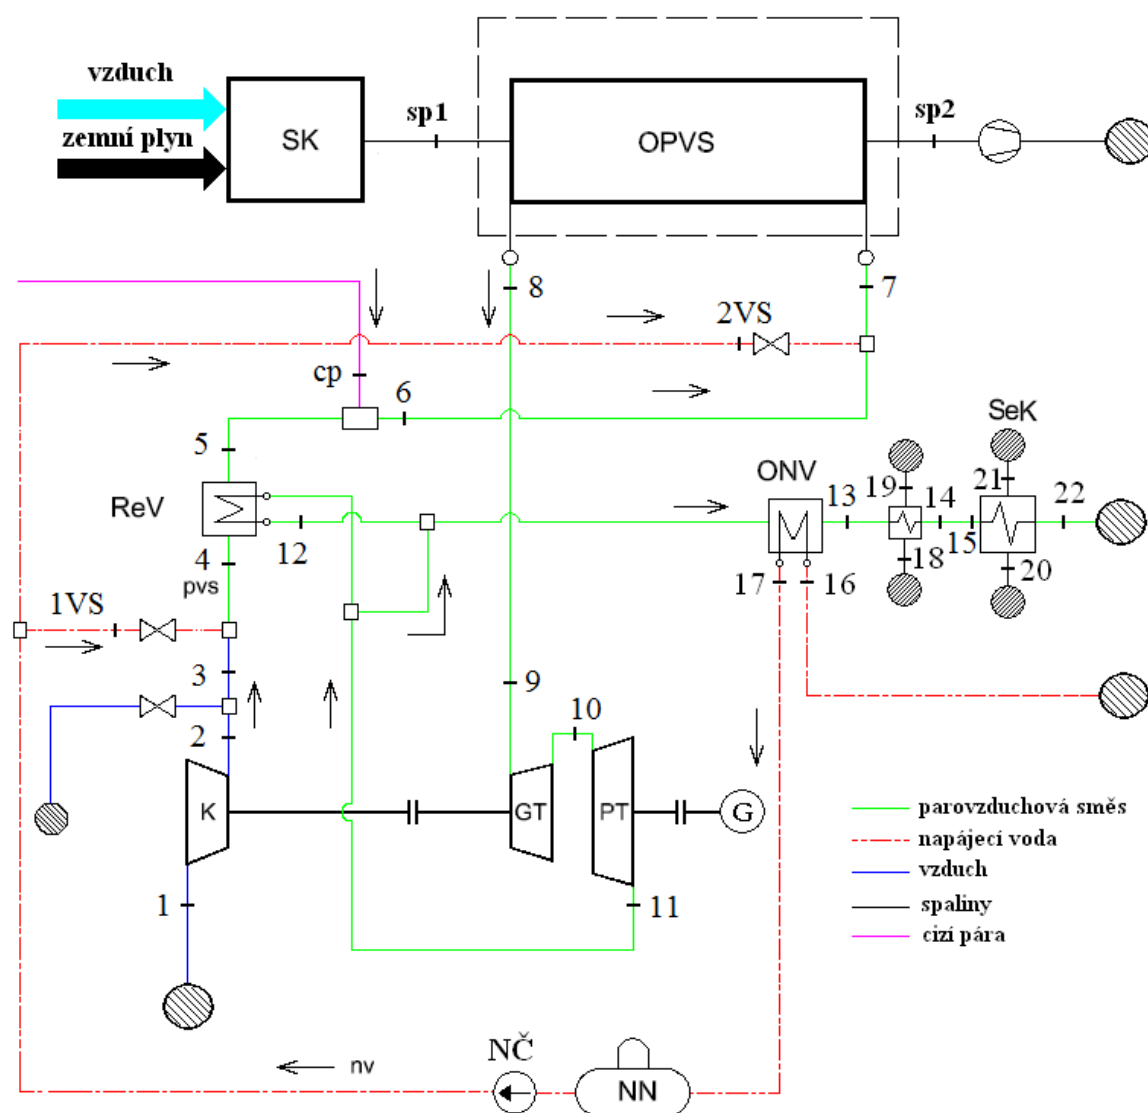 vzduch
zemní plyn
SK
sp1
OPVS
sp2
8
7
2VS
cp
6
5
ReV
SeK
ONV
19
21
13
14
22
4
12
15
18
20
pvs
17
16
1VS
3
9
10
2
K
GT
PT
G
parovzduchová směs
napájecí voda
vzduch
spaliny
cizí pára
1
11
NČ
nv
NN